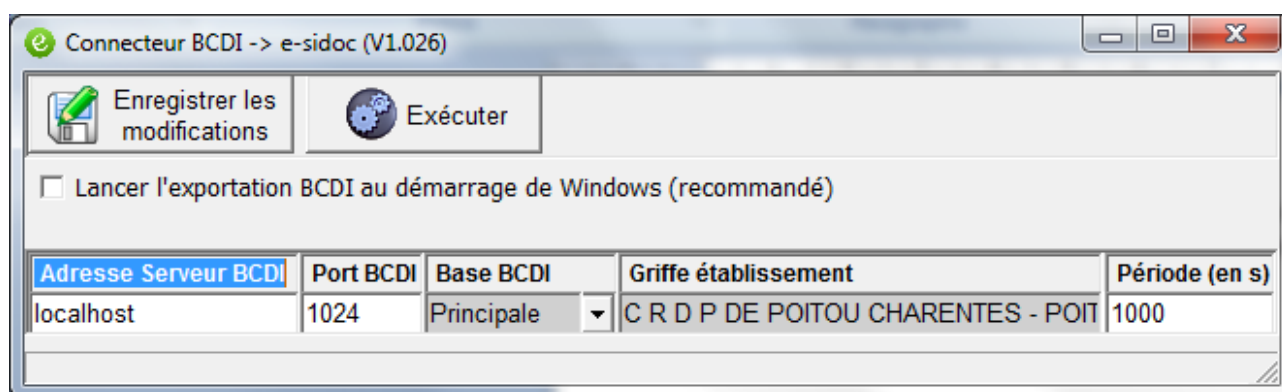 Connecteur BCDI -> e-sidoc (V1.026)
Enregistrer les
modifications
Exécuter
Lancer l'exportation BCDI au démarrage de Windows (recommandé)
Adresse Serveur BCDI Port BCDI Base BCDI Griffe établissement Période (en s)
localhost 1024 Principale C R D P DE POITOU CHARENTES - POIT 1000